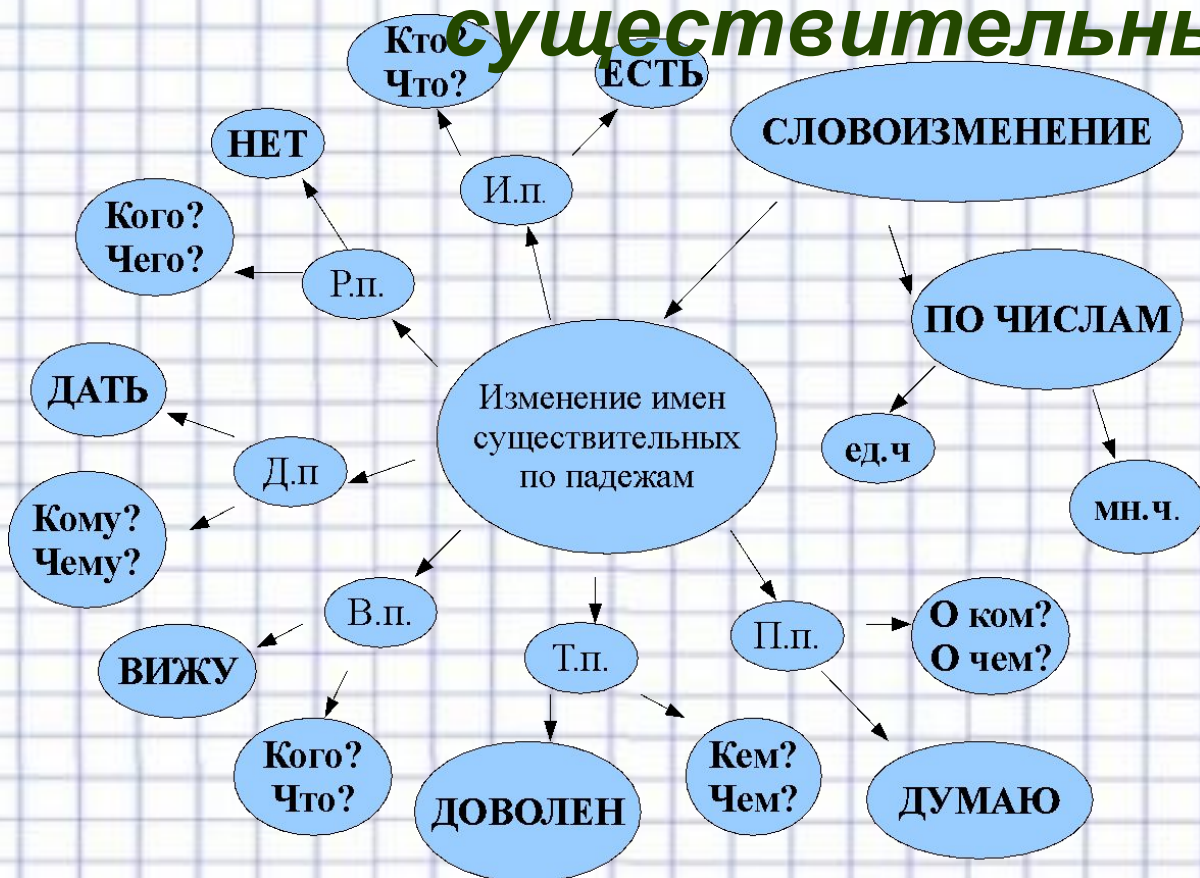 существительны
Кто?
Что?
ЕСТЬ
СЛОВОИЗМЕНЕНИЕ
НЕТ
И.п.
Кого?
Чего?
Р.п.
ПО ЧИСЛАМ
Изменение имен
существительных
по падежам
ДАТЬ
Д.п
ед.ч
мн.ч.
Кому?
Чему?
В.п.
Т.п.
П.п.
О ком?
О чем?
ВИЖУ
Кого?
Что?
ДОВОЛЕН
Кем?
Чем?
ДУМАЮ